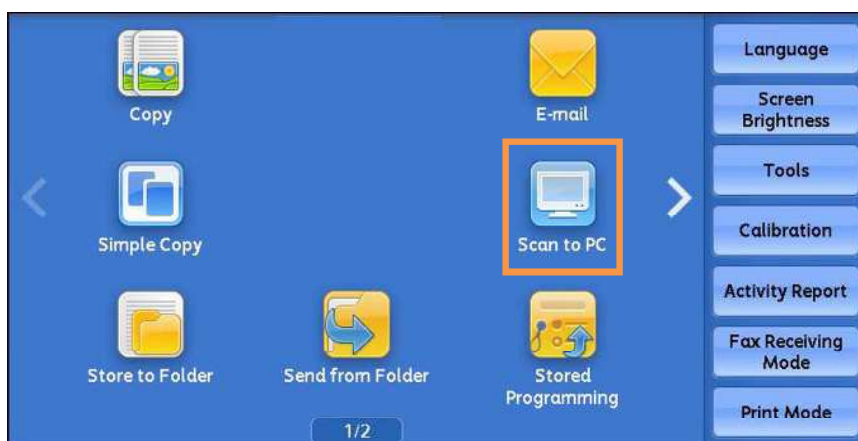 Copy
E-mail
Simple Copy
Scan to PC
Store to Folder
Send from Folder
Stored
Programming
1/2
Language
Screen
Brightness
Tools
Calibration
Activity Report
Fax Receiving
Mode
Print Mode